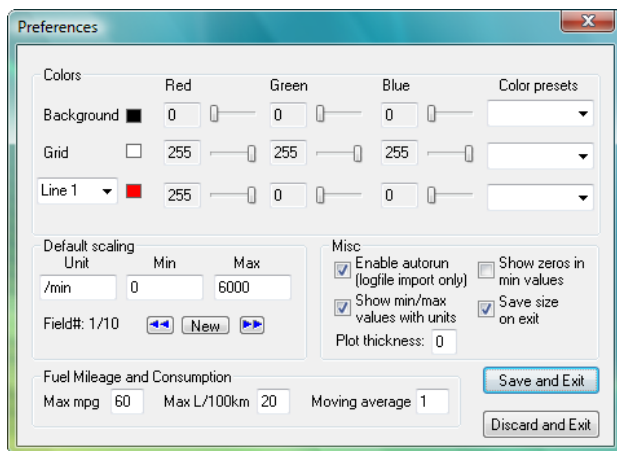 Preferences
Colors
Red Green Blue Color presets
Background 0 0 0
Grid 255 255 255
Line 1 255 0 0
Default scaling
Unit Min Max
/min 0 6000
Field#: 1/10 New
Misc
Enable autorun
(logfile import only)
Show zeros in
min values
Show min/max
values with units
Save size
on exit
Plot thickness: 0
Fuel Mileage and Consumption
Max mpg 60 Max L/100km 20 Moving average 1
Save and Exit
Discard and Exit